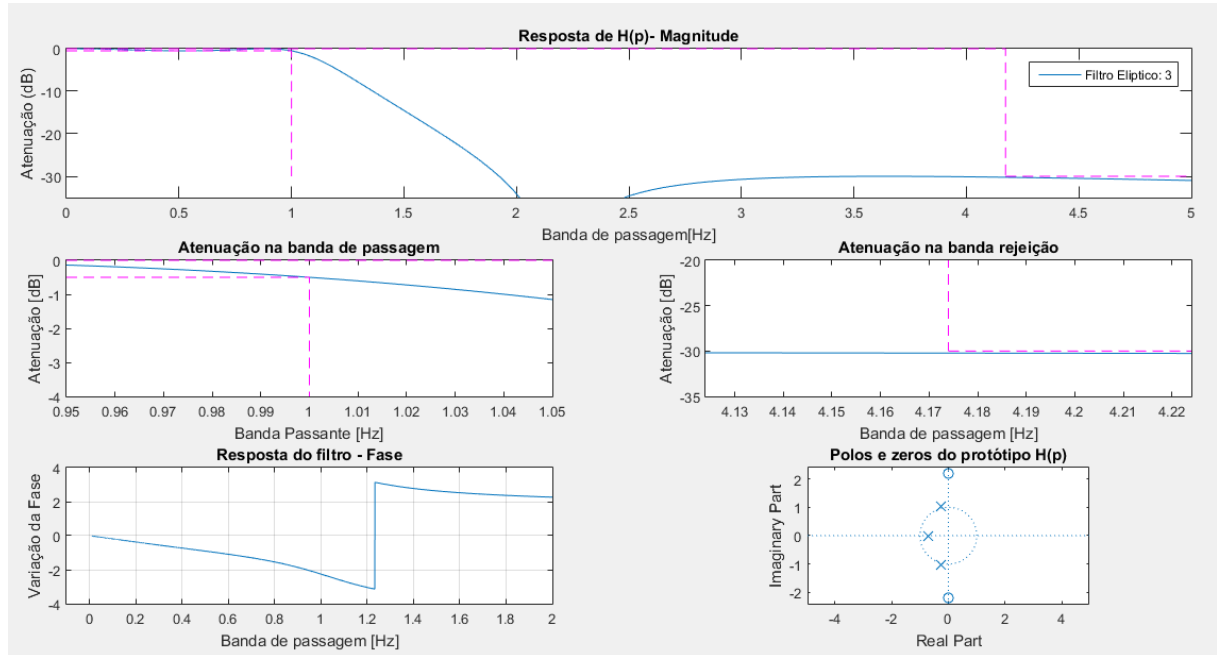 Resposta de H(p)- Magnitude
Atenuação (dB)
0
-10
-20
-30
Filtro Eliptico: 3
0 0.5 1 1.5 2 2.5 3 3.5 4 4.5 5
Banda de passagem[Hz]
Atenuação na banda de passagem
Atenuação [dB]
0
-1
-2
-3
-4
0.95 0.96 0.97 0.98 0.99 1 1.01 1.02 1.03 1.04 1.05
Banda Passante [Hz]
Atenuação na banda rejeição
Atenuação [dB]
-20
-25
-30
-35
4.13 4.14 4.15 4.16 4.17 4.18 4.19 4.2 4.21 4.22
Banda de passagem [Hz]
Resposta do filtro - Fase
Variação da Fase
4
2
0
-2
-4
0 0.2 0.4 0.6 0.8 1 1.2 1.4 1.6 1.8 2
Banda de passagem [Hz]
Polos e zeros do protótipo H(p)
Imaginary Part
2
1
0
-1
-2
-4 -2 0 2 4
Real Part